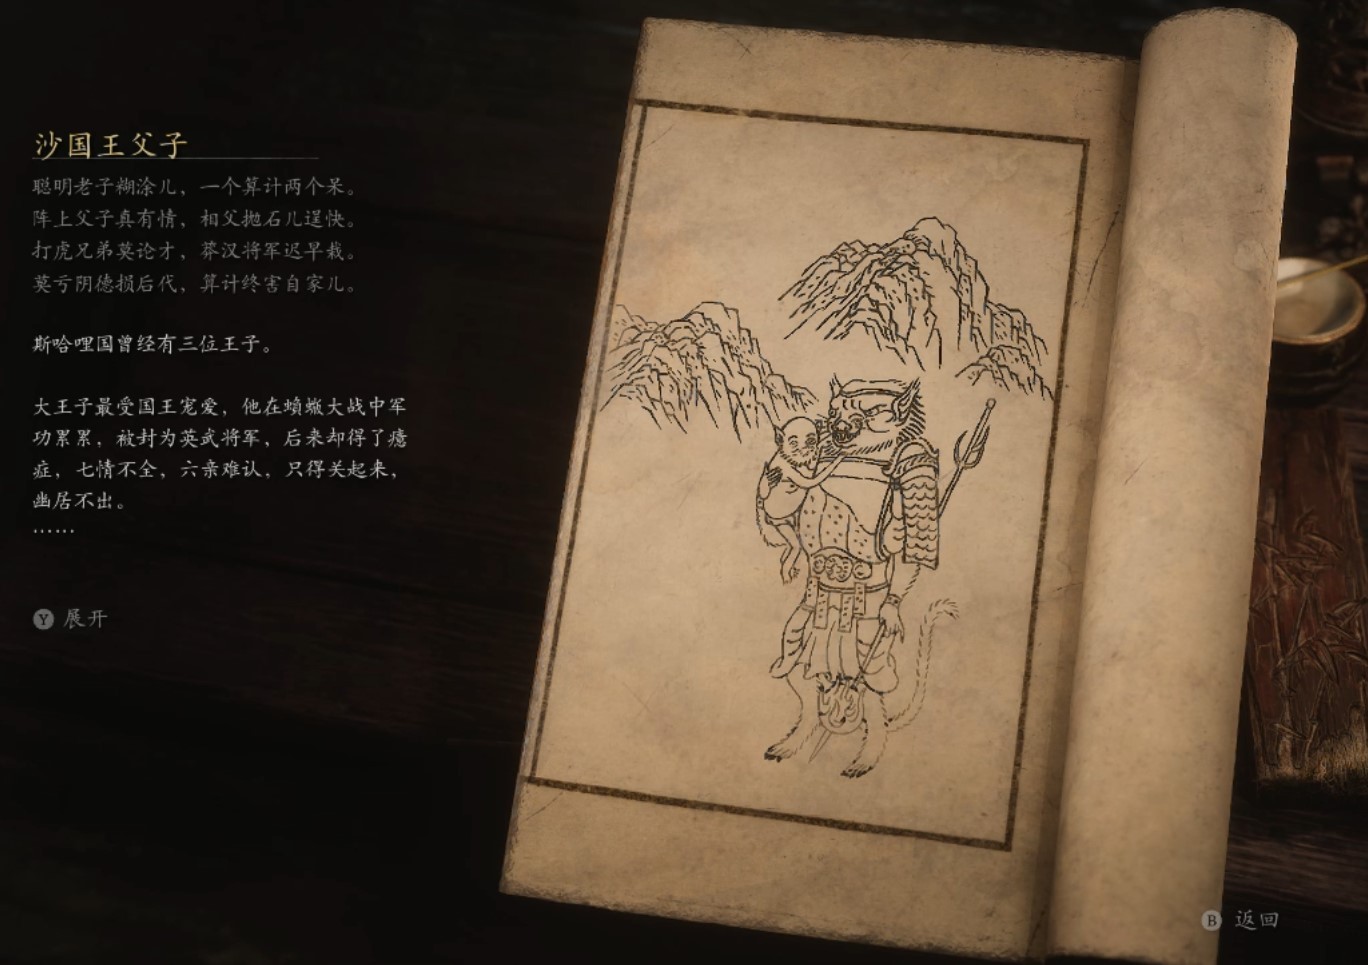 沙国王父子
聪明老子糊涂儿，一个算计两个呆。
阵上父子真有情，相父抛石儿逞快。
打虎兄弟莫论才，莽汉将军迟早栽。
莫亏阴德损后代，算计终害自家儿。
斯哈哩国曾经有三位王子。
大王子最受国王宠爱，他在蝜蝂大战中军
功累累，被封为英武将军，后来却得了癔
症，七情不全，六亲难认，只得关起来，
幽居不出。
……
Y 展开
B 返回